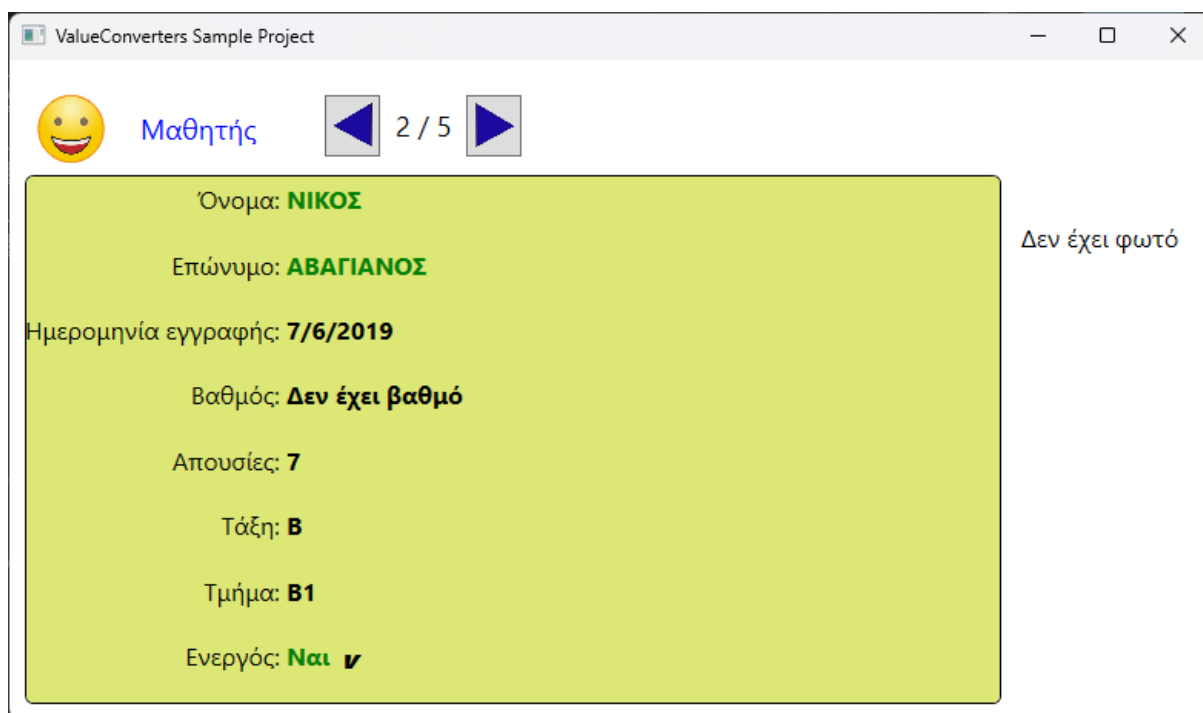 ValueConverters Sample Project
Μαθητής 2 / 5
Όνομα: ΝΙΚΟΣ
Δεν έχει φωτό
Επώνυμο: ΑΒΑΓΙΑΝΟΣ
Ημερομηνία εγγραφής: 7/6/2019
Βαθμός: Δεν έχει βαθμό
Απουσίες: 7
Τάξη: Β
Τμήμα: Β1
Ενεργός: Ναι ν